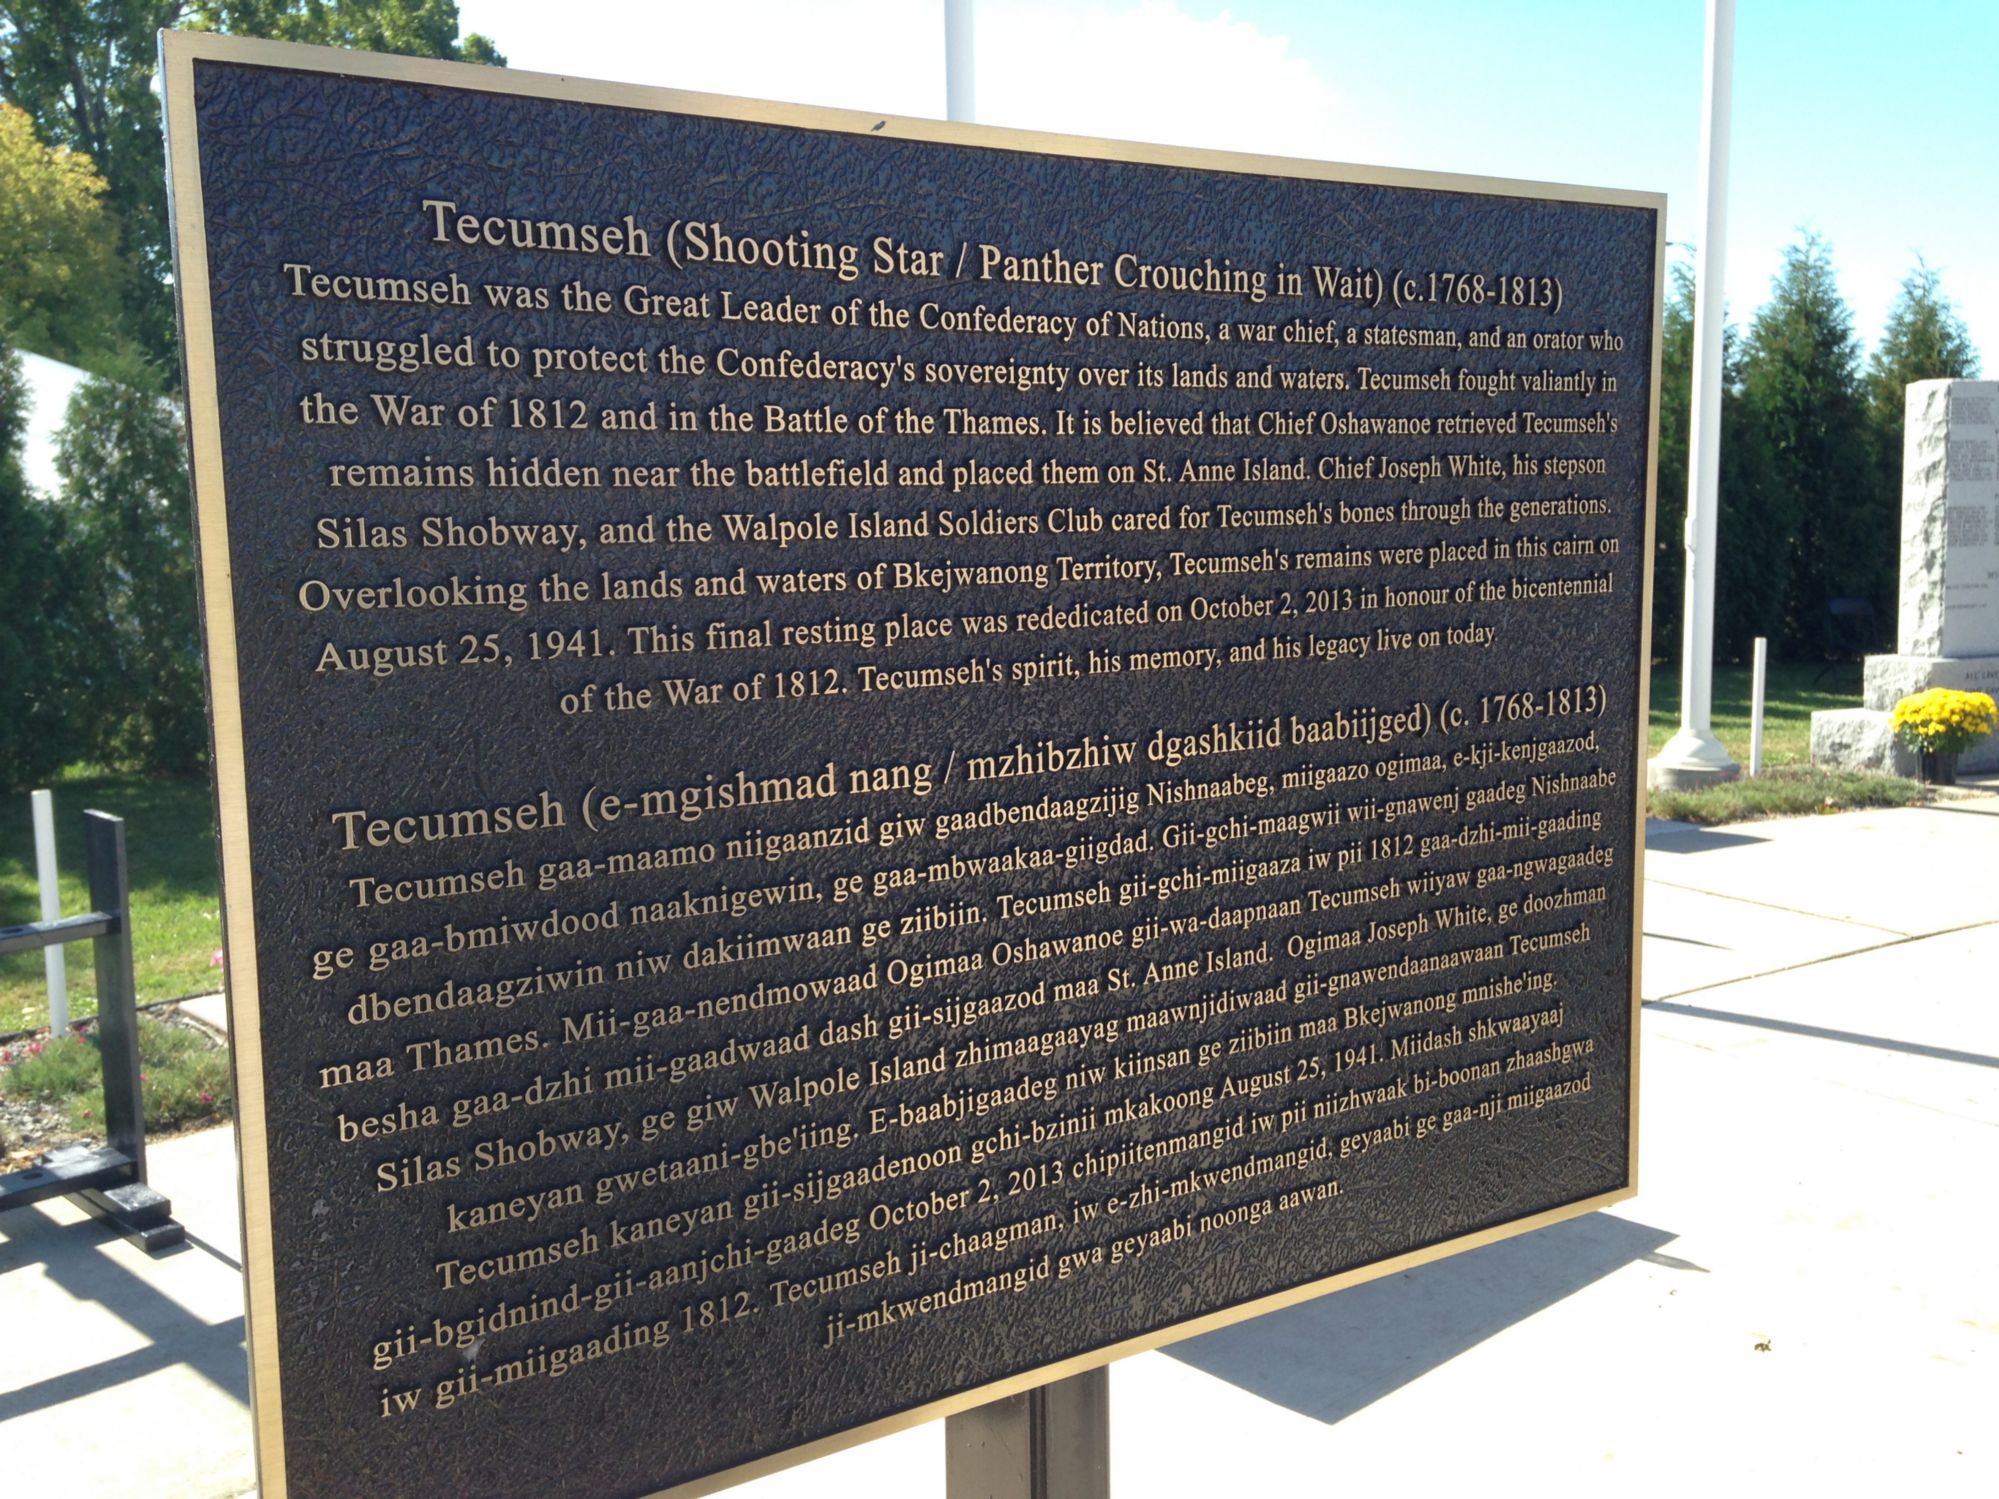 Tecumseh (Shooting Star / Panther Crouching in Wait) (c.1768-1813)
Tecumseh was the Great Leader of the Confederacy of Nations, a war chief, a statesman, and an orator who
struggled to protect the Confederacy's sovereignty over its lands and waters. Tecumseh fought valiantly in
the War of 1812 and in the Battle of the Thames. It is believed that Chief Oshawanoe retrieved Tecumseh's
remains hidden near the battlefield and placed them on St. Anne Island. Chief Joseph White, his stepson
Silas Shobway, and the Walpole Island Soldiers Club cared for Tecumseh's bones through the generations.
Overlooking the lands and waters of Bkejwanong Territory, Tecumseh's remains were placed in this cairn on
August 25, 1941. This final resting place was rededicated on October 2, 2013 in honour of the bicentennial
of the War of 1812. Tecumseh's spirit, his memory, and his legacy live on today.
Tecumseh (e-mgishmad nang / mzhibzhiw dgashkiid baabiijged) (c. 1768-1813)
Tecumseh gaa-maamo niigaanzid giw gaadbendaagzijig Nishnaabeg, miigaazo ogimaa, e-kji-kenjgaazod,
ge gaa-bmiwdood naaknigewin, ge gaa-mbwaakaa-giigdad. Gii-gchi-maagwii wii-gnawenj gaadeg Nishnaabe
dbendaagziwin niw dakiimwaan ge ziibiin. Tecumseh gii-gchi-miigaaza iw pii 1812 gaa-dzhi-mii-gaading
maa Thames. Mii-gaa-nendmowaad Ogimaa Oshawanoe gii-wa-daapnaan Tecumseh wiiyaw gaa-ngwagaadeg
besha gaa-dzhi mii-gaadwaad dash gii-sijgaazod maa St. Anne Island. Ogimaa Joseph White, ge doozhman
Silas Shobway, ge giw Walpole Island zhimaagaayag maawnjidiwaad gii-gnawendaanaawaan Tecumseh
kaneyan gwetaani-gbe'iing. E-baabjigaadeg niw kiinsan ge ziibiin maa Bkejwanong mnishe'ing.
Tecumseh kaneyan gii-sijgaadenoon gchi-bzinii mkakoong August 25, 1941. Miidash shkwaayaaj
gii-bgidnind-gii-aanjchi-gaadeg October 2, 2013 chipiitenmangid iw pii niizhwaak bi-boonan zhaashgwa
iw gii-miigaading 1812. Tecumseh ji-chaagman, iw e-zhi-mkwendmangid, geyaabi ge gaa-nji miigaazod
ji-mkwendmangid gwa geyaabi noonga aawan.